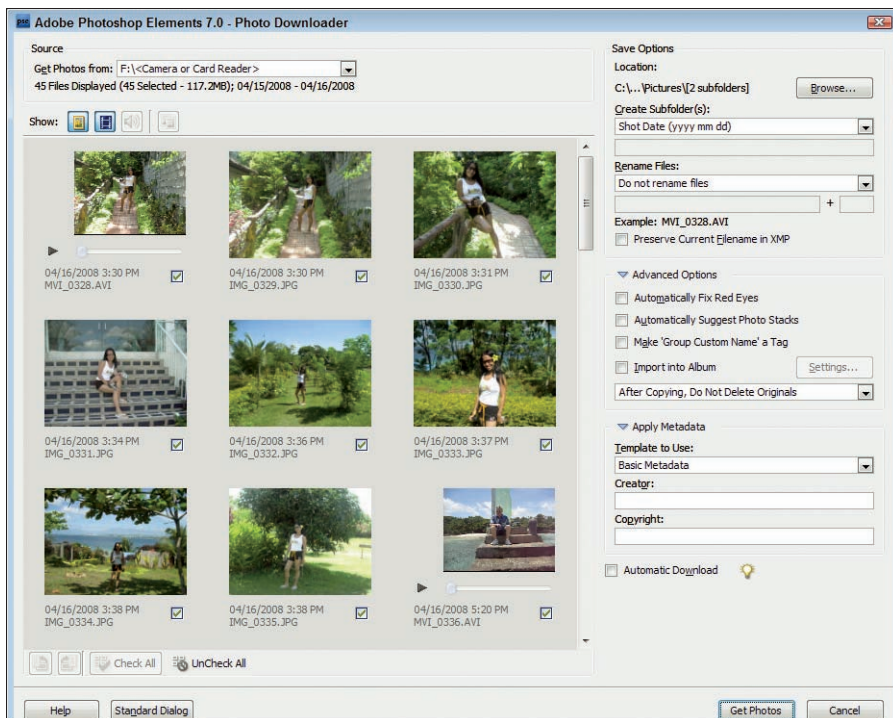 Adobe Photoshop Elements 7.0 - Photo Downloader
Source
Get Photos from: F:\<Camera or Card Reader>
45 Files Displayed (45 Selected - 117.2MB); 04/15/2008 - 04/16/2008
Show:
04/16/2008 3:30 PM
MVI_0328.AVI
04/16/2008 3:30 PM
IMG_0329.JPG
04/16/2008 3:31 PM
IMG_0330.JPG
04/16/2008 3:34 PM
IMG_0331.JPG
04/16/2008 3:36 PM
IMG_0332.JPG
04/16/2008 3:37 PM
IMG_0333.JPG
04/16/2008 3:38 PM
IMG_0334.JPG
04/16/2008 3:38 PM
IMG_0335.JPG
04/16/2008 5:20 PM
MVI_0336.AVI
Check All
UnCheck All
Save Options
Location:
C:\...\Pictures\[2 subfolders]
Browse...
Create Subfolder(s):
Shot Date (yyyy mm dd)
Rename Files:
Do not rename files
+
Example: MVI_0328.AVI
Preserve Current Filename in XMP
Advanced Options
Automatically Fix Red Eyes
Automatically Suggest Photo Stacks
Make 'Group Custom Name' a Tag
Import into Album
Settings...
After Copying, Do Not Delete Originals
Apply Metadata
Template to Use:
Basic Metadata
Creator:
Copyright:
Automatic Download
Help
Standard Dialog
Get Photos
Cancel